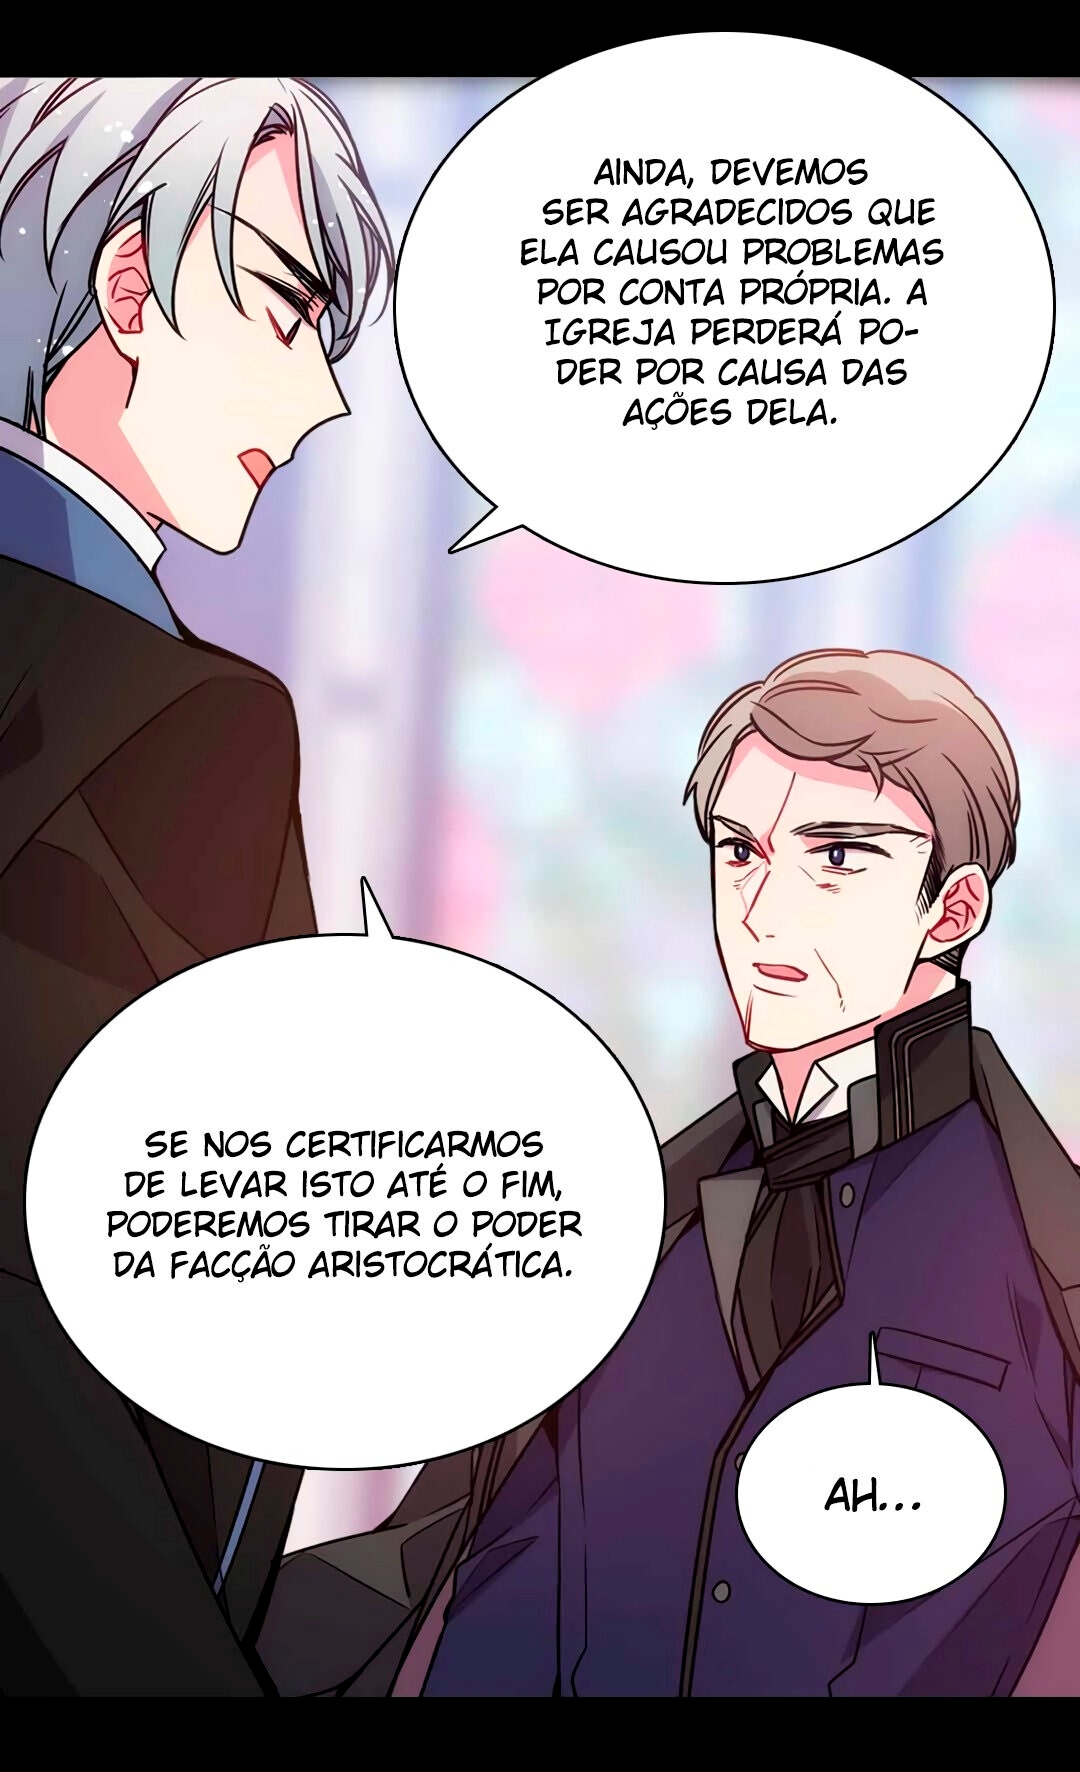 AINDA, DEVEMOS
SER AGRADECIDOS QUE
ELA CAUSOU PROBLEMAS
POR CONTA PRÓPRIA. A
IGREJA PERDERÁ PO-
DER POR CAUSA DAS
AÇÕES DELA.
SE NOS CERTIFICARMOS
DE LEVAR ISTO ATÉ O FIM,
PODEREMOS TIRAR O PODER
DA FACÇÃO ARISTOCRÁTICA.
AH...